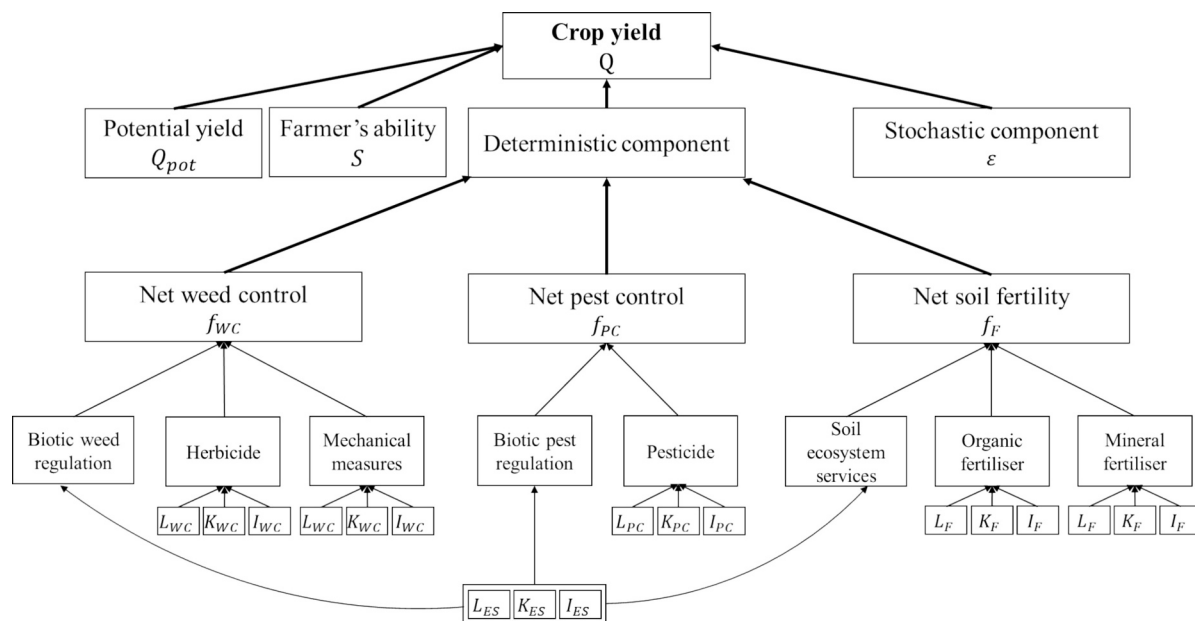 Crop yield
Q
Potential yield
Q_pot
Farmer's ability
S
Deterministic component
Stochastic component
ε
Net weed control
f_WC
Net pest control
f_PC
Net soil fertility
f_F
Biotic weed
regulation
Herbicide
Mechanical
measures
Biotic pest
regulation
Pesticide
Soil
ecosystem
services
Organic
fertiliser
Mineral
fertiliser
L_WC K_WC I_WC
L_WC K_WC I_WC
L_PC K_PC I_PC
L_F K_F I_F
L_F K_F I_F
L_ES K_ES I_ES